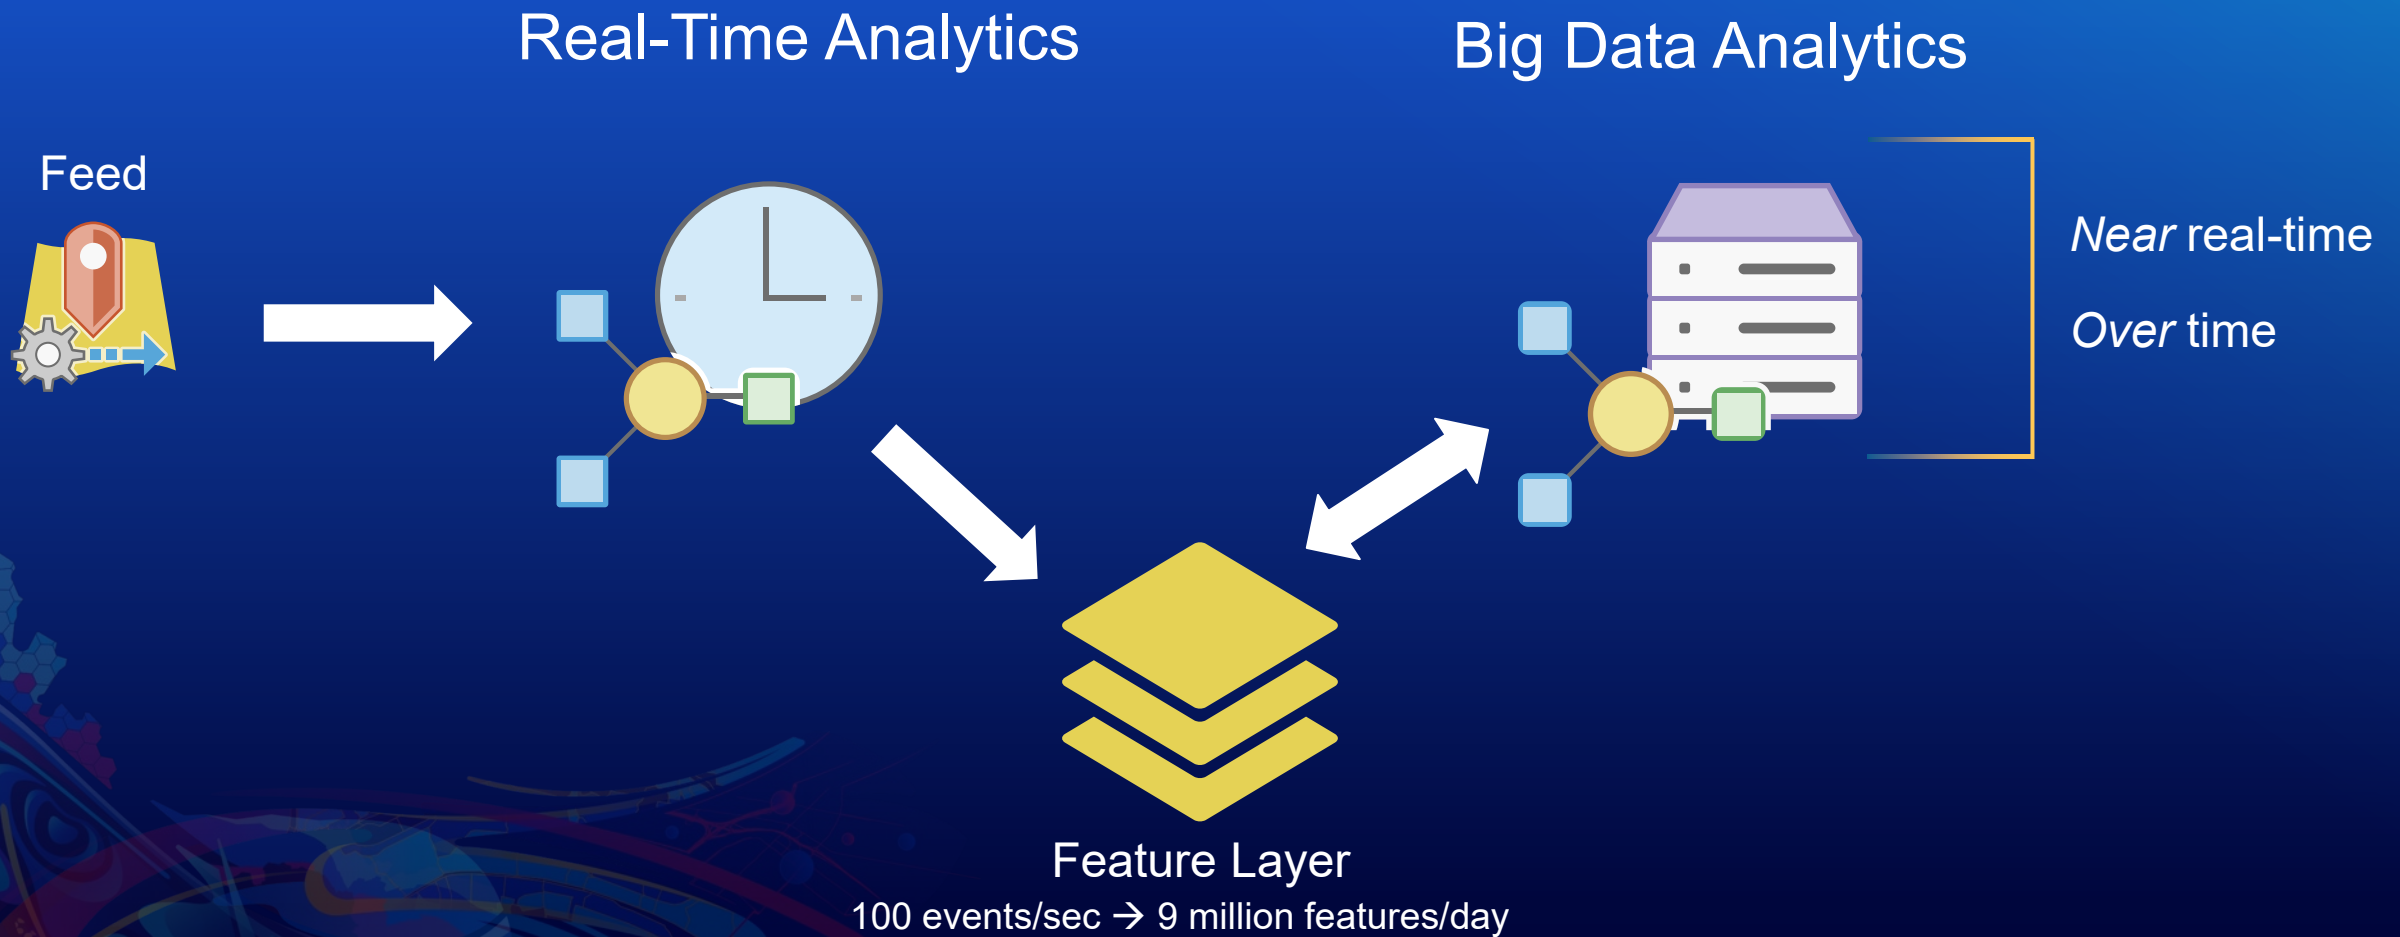 Real-Time Analytics
Big Data Analytics
Feed
Near real-time
Over time
Feature Layer
100 events/sec → 9 million features/day